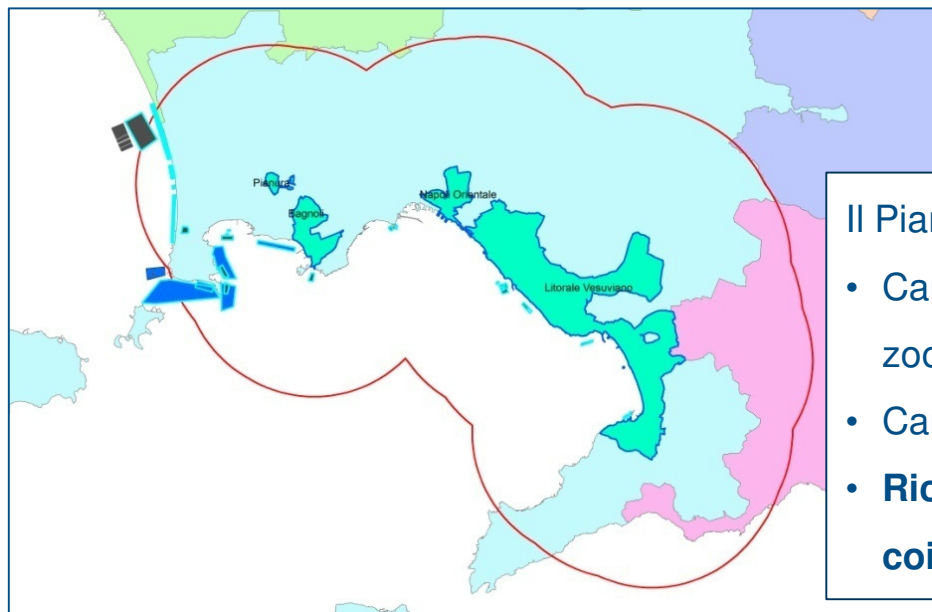 Pianura
Bagnoli
Napoli Orientale
Litorale Vesuviano
Il Pian
• Ca
zoo
• Ca
• Ric
coi